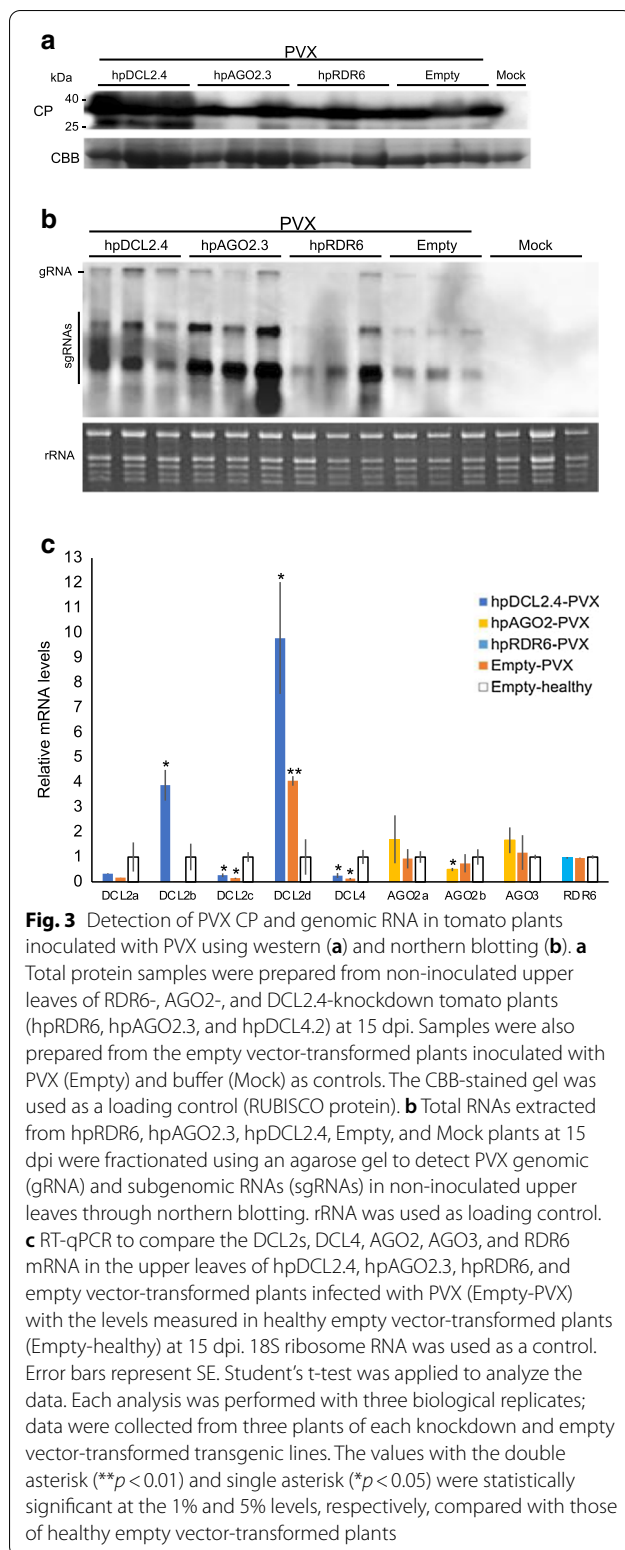 a
PVX
kDa
hpDCL2.4 hpAGO2.3 hpRDR6 Empty Mock
40
CP
25
CBB
b
PVX
hpDCL2.4 hpAGO2.3 hpRDR6 Empty Mock
gRNA
sgRNAs
rRNA
c
13
12
11
10
9
8
7
6
5
4
3
2
1
0
Relative mRNA levels
* * * * ** * * *
hpDCL2.4-PVX
hpAGO2-PVX
hpRDR6-PVX
Empty-PVX
Empty-healthy
DCL2a DCL2b DCL2c DCL2d DCL4 AGO2a AGO2b AGO3 RDR6
Fig. 3 Detection of PVX CP and genomic RNA in tomato plants
inoculated with PVX using western (a) and northern blotting (b). a
Total protein samples were prepared from non-inoculated upper
leaves of RDR6-, AGO2-, and DCL2.4-knockdown tomato plants
(hpRDR6, hpAGO2.3, and hpDCL4.2) at 15 dpi. Samples were also
prepared from the empty vector-transformed plants inoculated with
PVX (Empty) and buffer (Mock) as controls. The CBB-stained gel was
used as a loading control (RUBISCO protein). b Total RNAs extracted
from hpRDR6, hpAGO2.3, hpDCL2.4, Empty, and Mock plants at 15
dpi were fractionated using an agarose gel to detect PVX genomic
(gRNA) and subgenomic RNAs (sgRNAs) in non-inoculated upper
leaves through northern blotting. rRNA was used as loading control.
c RT-qPCR to compare the DCL2s, DCL4, AGO2, AGO3, and RDR6
mRNA in the upper leaves of hpDCL2.4, hpAGO2.3, hpRDR6, and
empty vector-transformed plants infected with PVX (Empty-PVX)
with the levels measured in healthy empty vector-transformed plants
(Empty-healthy) at 15 dpi. 18S ribosome RNA was used as a control.
Error bars represent SE. Student's t-test was applied to analyze the
data. Each analysis was performed with three biological replicates;
data were collected from three plants of each knockdown and empty
vector-transformed transgenic lines. The values with the double
asterisk (**p < 0.01) and single asterisk (*p < 0.05) were statistically
significant at the 1% and 5% levels, respectively, compared with those
of healthy empty vector-transformed plants